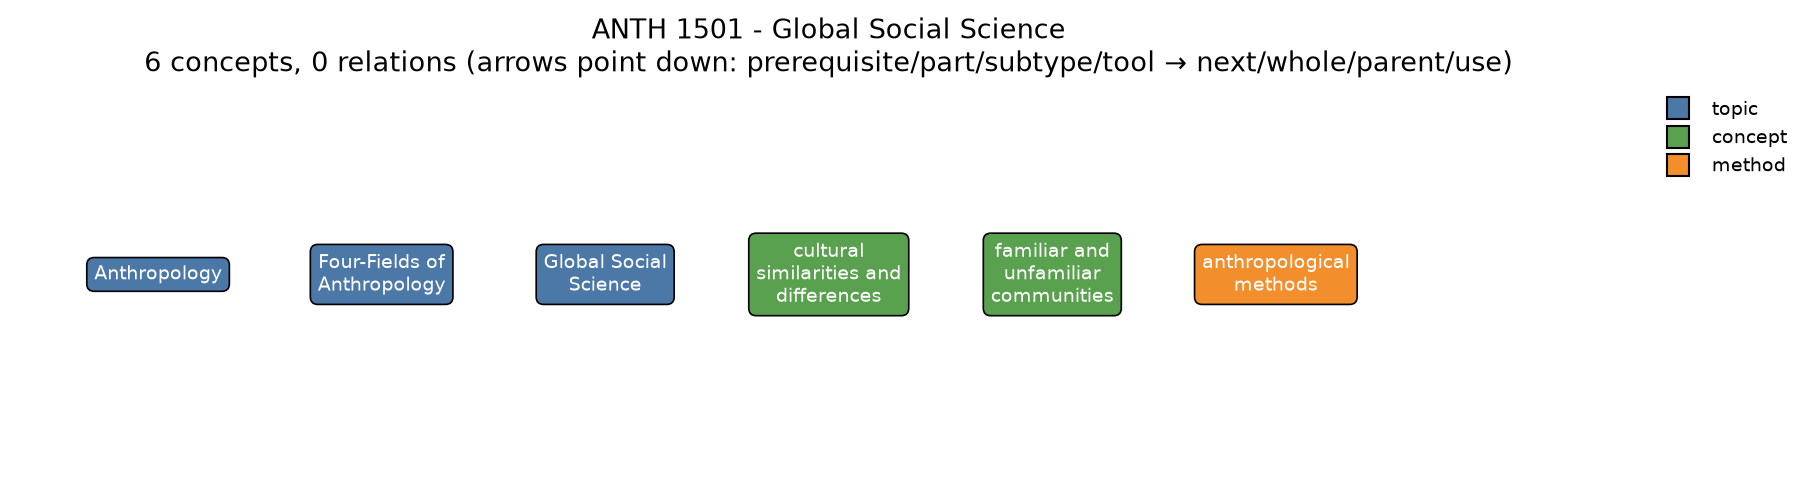 ANTH 1501 - Global Social Science
6 concepts, 0 relations (arrows point down: prerequisite/part/subtype/tool → next/whole/parent/use)
topic
concept
method
Anthropology
Four-Fields of
Anthropology
Global Social
Science
cultural
similarities and
differences
familiar and
unfamiliar
communities
anthropological
methods